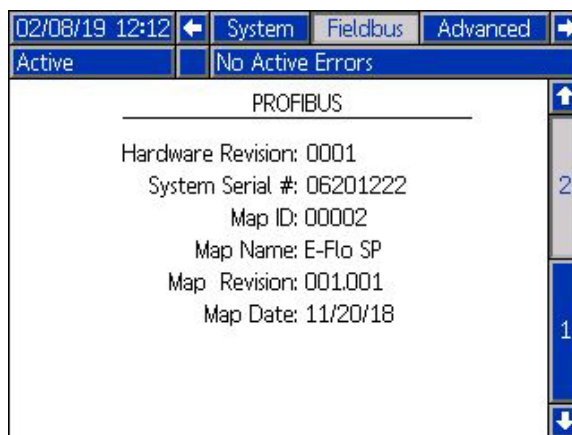 02/08/19 12:12 System Fieldbus Advanced
Active No Active Errors
PROFIBUS
Hardware Revision: 0001
System Serial #: 06201222
Map ID: 00002
Map Name: E-Flo SP
Map Revision: 001.001
Map Date: 11/20/18
2
1